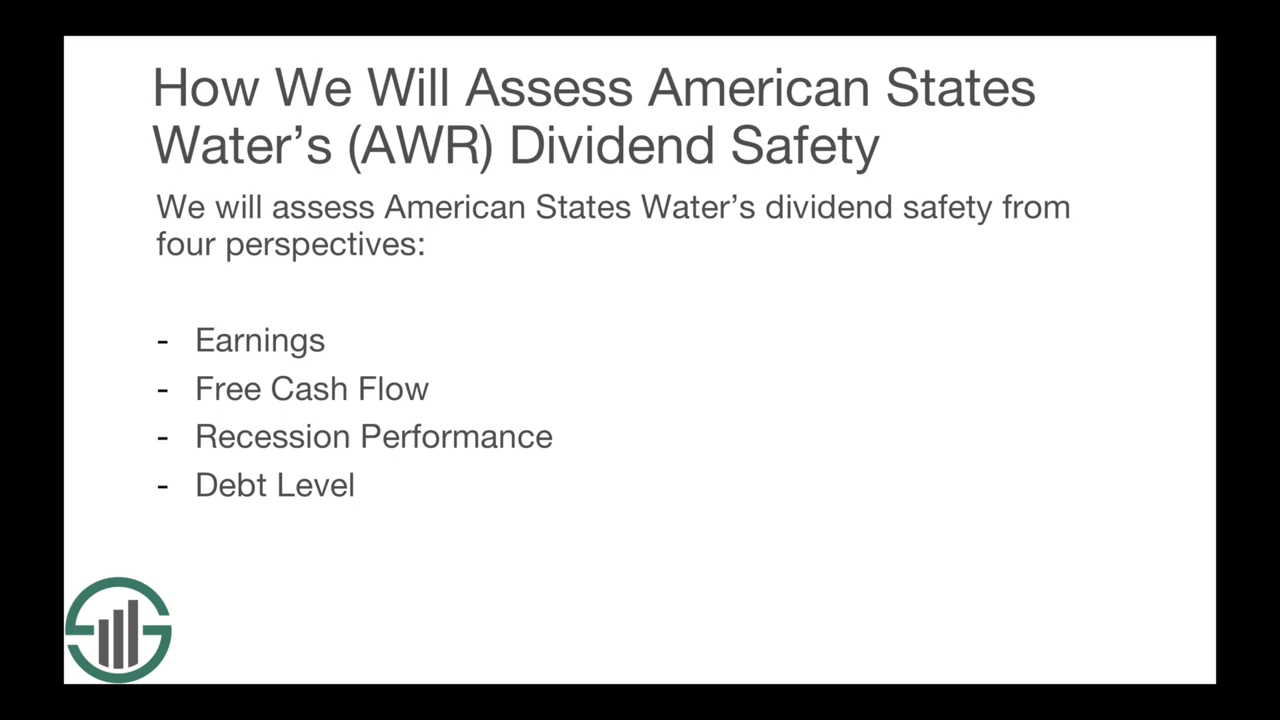 How We Will Assess American States
Water’s (AWR) Dividend Safety
We will assess American States Water’s dividend safety from
four perspectives:
- Earnings
- Free Cash Flow
- Recession Performance
- Debt Level